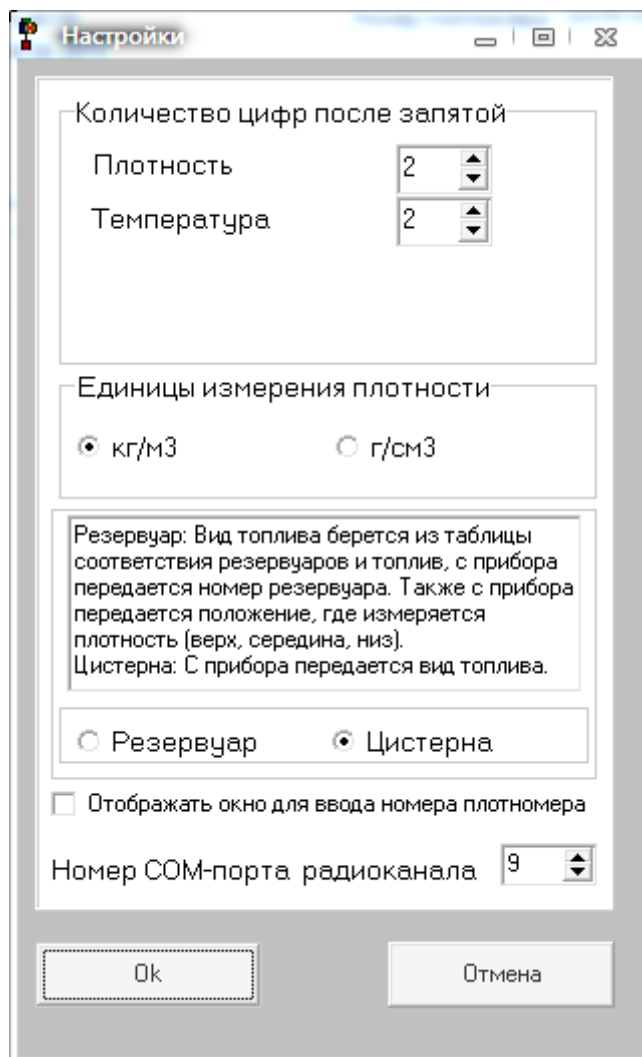 Настройки
Количество цифр после запятой
Плотность 2
Температура 2
Единицы измерения плотности
кг/м3 г/см3
Резервуар: Вид топлива берется из таблицы
соответствия резервуаров и топлив, с прибора
передается номер резервуара. Также с прибора
передается положение, где измеряется
плотность (верх, середина, низ).
Цистерна: С прибора передается вид топлива.
Резервуар Цистерна
Отображать окно для ввода номера плотномера
Номер COM-порта радиоканала 9
Ok Отмена